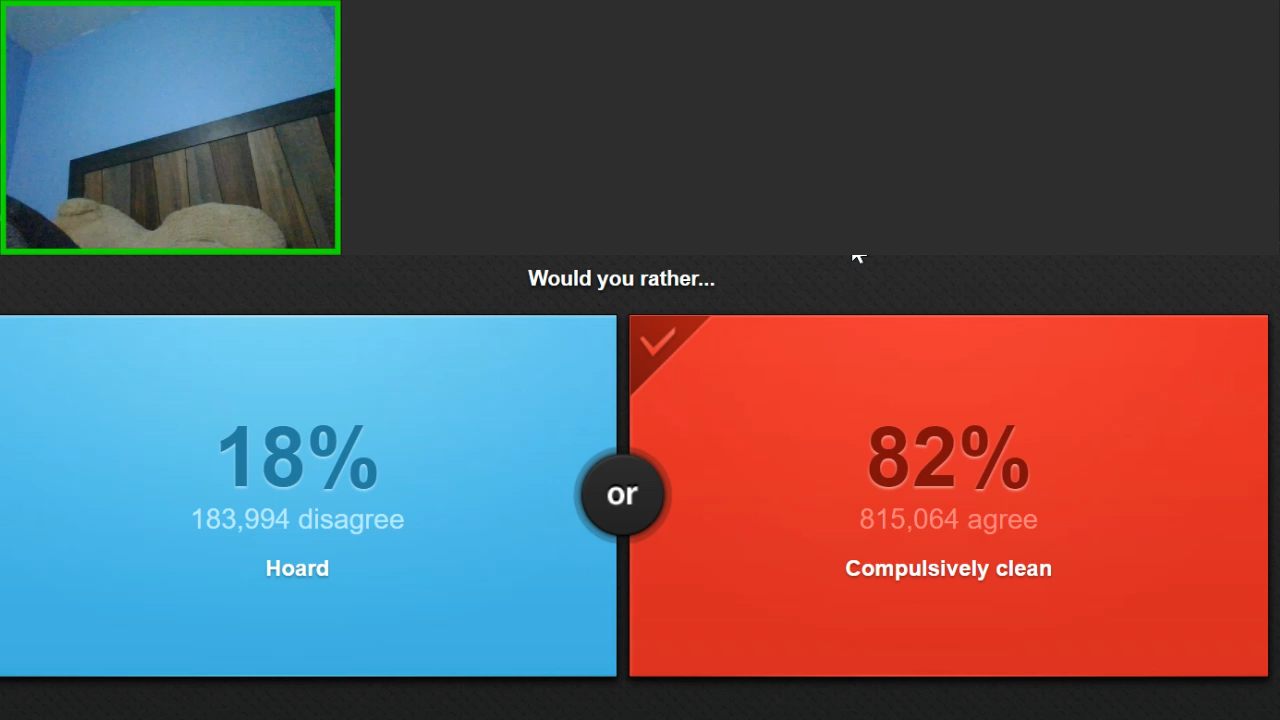 Would you rather...
18%
183,994 disagree
Hoard
or
82%
815,064 agree
Compulsively clean